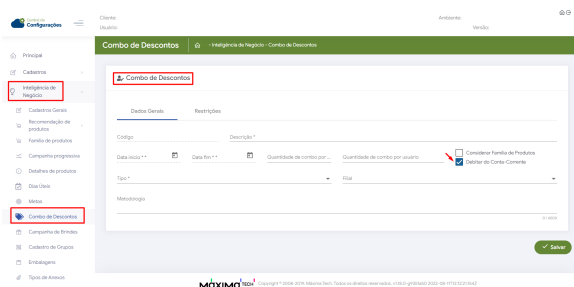 Central de
Configurações
Cliente:
Usuário:
Ambiente:
Versão:
Combo de Descontos
- Inteligência de Negócio - Combo de Descontos
Principal
Cadastros
Inteligência de
Negócio
Cadastros Gerais
Recomendação de
produtos
Família de produtos
Campanha progressiva
Detalhes de produtos
Dias Úteis
Metas
Combo de Descontos
Campanha de Brindes
Cadastro de Grupos
Embalagens
Tipos de Anexos
Combo de Descontos
Dados Gerais
Restrições
Código
Descrição *
Data início * *
Data fim * *
Quantidade de combo por ...
Quantidade de combo por usuário
Considerar Família de Produtos
Debitar do Conta-Corrente
Tipo *
Filial
Metodologia
Salvar
MÁXIMA TECH